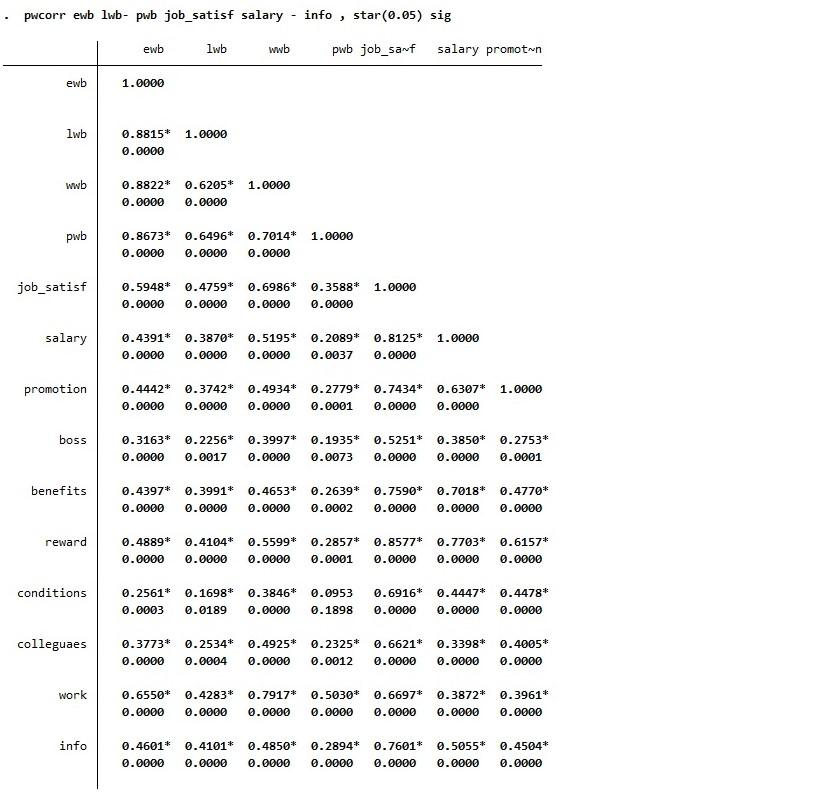 . pwcorr ewb lwb- pwb job_satisf salary - info , star(0.05) sig
ewb lwb wwb pwb job_sa~f salary promot~n
ewb 1.0000
lwb 0.8815* 1.0000
0.0000
wwb 0.8822* 0.6205* 1.0000
0.0000 0.0000
pwb 0.8673* 0.6496* 0.7014* 1.0000
0.0000 0.0000 0.0000
job_satisf 0.5948* 0.4759* 0.6986* 0.3588* 1.0000
0.0000 0.0000 0.0000 0.0000
salary 0.4391* 0.3870* 0.5195* 0.2089* 0.8125* 1.0000
0.0000 0.0000 0.0000 0.0037 0.0000
promotion 0.4442* 0.3742* 0.4934* 0.2779* 0.7434* 0.6307* 1.0000
0.0000 0.0000 0.0000 0.0001 0.0000 0.0000
boss 0.3163* 0.2256* 0.3997* 0.1935* 0.5251* 0.3850* 0.2753*
0.0000 0.0017 0.0000 0.0073 0.0000 0.0000 0.0001
benefits 0.4397* 0.3991* 0.4653* 0.2639* 0.7590* 0.7018* 0.4770*
0.0000 0.0000 0.0000 0.0002 0.0000 0.0000 0.0000
reward 0.4889* 0.4104* 0.5599* 0.2857* 0.8577* 0.7703* 0.6157*
0.0000 0.0000 0.0000 0.0001 0.0000 0.0000 0.0000
conditions 0.2561* 0.1698* 0.3846* 0.0953 0.6916* 0.4447* 0.4478*
0.0003 0.0189 0.0000 0.1898 0.0000 0.0000 0.0000
colleguaes 0.3773* 0.2534* 0.4925* 0.2325* 0.6621* 0.3398* 0.4005*
0.0000 0.0004 0.0000 0.0012 0.0000 0.0000 0.0000
work 0.6550* 0.4283* 0.7917* 0.5030* 0.6697* 0.3872* 0.3961*
0.0000 0.0000 0.0000 0.0000 0.0000 0.0000 0.0000
info 0.4601* 0.4101* 0.4850* 0.2894* 0.7601* 0.5055* 0.4504*
0.0000 0.0000 0.0000 0.0000 0.0000 0.0000 0.0000